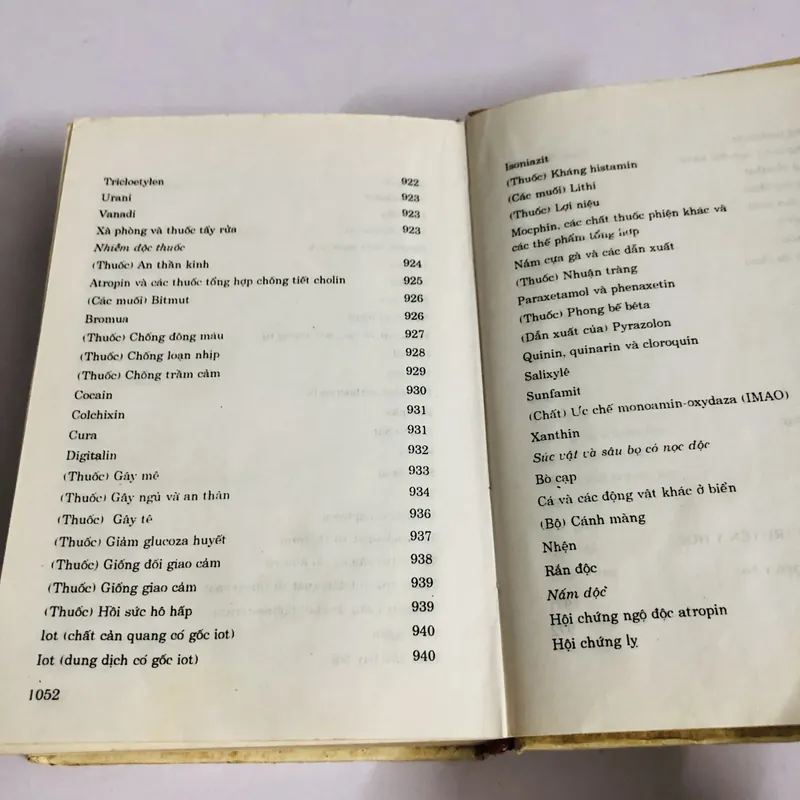 Tricloetylen 922
Urani 923
Vanadi 923
Xà phòng và thuốc tẩy rửa 923
Nhiễm độc thuốc
(Thuốc) An thần kinh 924
Atropin và các thuốc tổng hợp chống tiết cholin 925
(Các muối) Bitmut 926
Bromua 926
(Thuốc) Chống đông máu 927
(Thuốc) Chống loạn nhịp 928
(Thuốc) Chống trầm cảm 929
Cocain 930
Colchixin 931
Cura 931
Digitalin 932
(Thuốc) Gây mê 933
(Thuốc) Gây ngủ và an thần 934
(Thuốc) Gây tê 936
(Thuốc) Giảm glucoza huyết 937
(Thuốc) Giống đối giao cảm 938
(Thuốc) Giống giao cảm 939
(Thuốc) Hồi sức hô hấp 939
Iot (chất cản quang có gốc iot) 940
Iot (dung dịch có gốc iot) 940
1052
Isoniazit
(Thuốc) Kháng histamin
(Các muối) Lithi
(Thuốc) Lợi niệu
Mocphin, các chất thuốc phiện khác và
các thể phẩm tổng hợp
Nấm cựa gà và các dẫn xuất
(Thuốc) Nhuận tràng
Paraxetamol và phenaxetin
(Thuốc) Phong bế bêta
(Dẫn xuất của) Pyrazolon
Quinin, quinarin và cloroquin
Salixylê
Sunfamit
(Chất) Ức chế monoamin-oxydaza (IMAO)
Xanthin
Súc vật và sâu bọ có nọc độc
Bò cạp
Cá và các động vât khác ở biển
(Bộ) Cánh màng
Nhện
Rắn độc
Nấm độc
Hội chứng ngộ độc atropin
Hội chứng lỵ